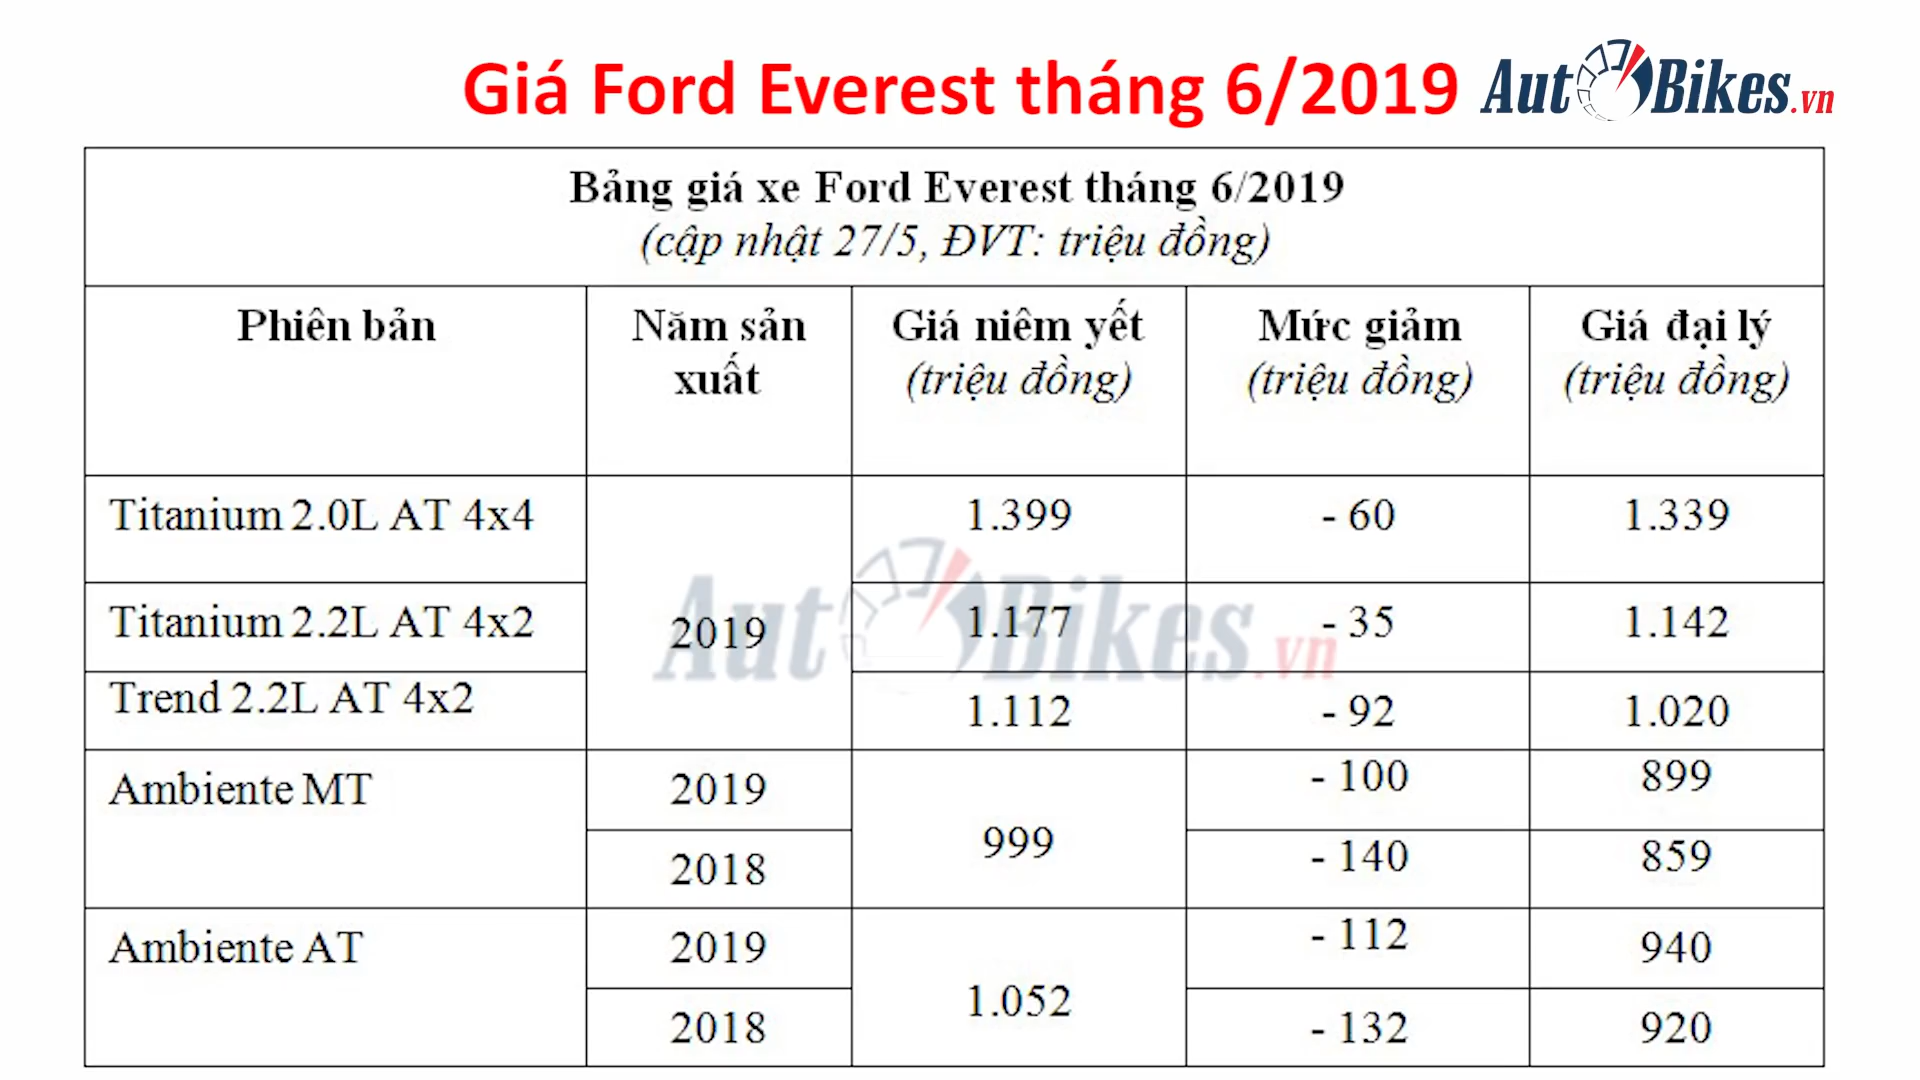 Giá Ford Everest tháng 6/2019 AutoBikes.vn
Bảng giá xe Ford Everest tháng 6/2019
(cập nhật 27/5, ĐVT: triệu đồng)
Phiên bản Năm sản xuất Giá niêm yết (triệu đồng) Mức giảm (triệu đồng) Giá đại lý (triệu đồng)
Titanium 2.0L AT 4x4 2019 1.399 - 60 1.339
Titanium 2.2L AT 4x2 1.177 - 35 1.142
Trend 2.2L AT 4x2 1.112 - 92 1.020
Ambiente MT 2019 999 - 100 899
2018 - 140 859
Ambiente AT 2019 1.052 - 112 940
2018 - 132 920
AutoBikes.vn